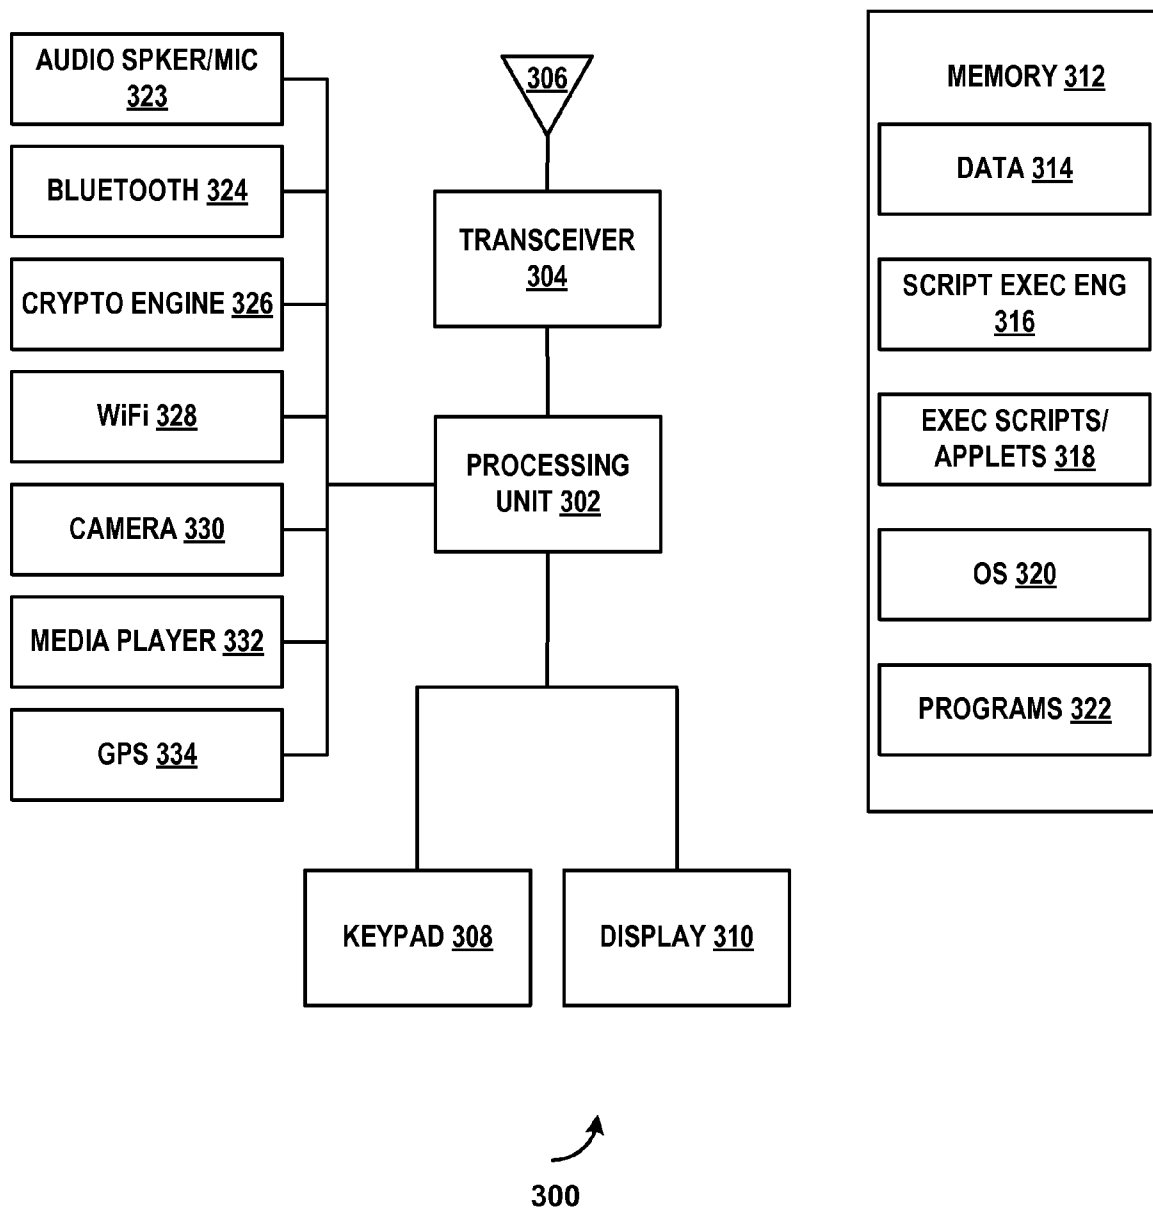 AUDIO SPKER/MIC
323
BLUETOOTH 324
CRYPTO ENGINE 326
WiFi 328
CAMERA 330
MEDIA PLAYER 332
GPS 334
306
TRANSCEIVER
304
PROCESSING
UNIT 302
KEYPAD 308
DISPLAY 310
MEMORY 312
DATA 314
SCRIPT EXEC ENG
316
EXEC SCRIPTS/
APPLETS 318
OS 320
PROGRAMS 322
300